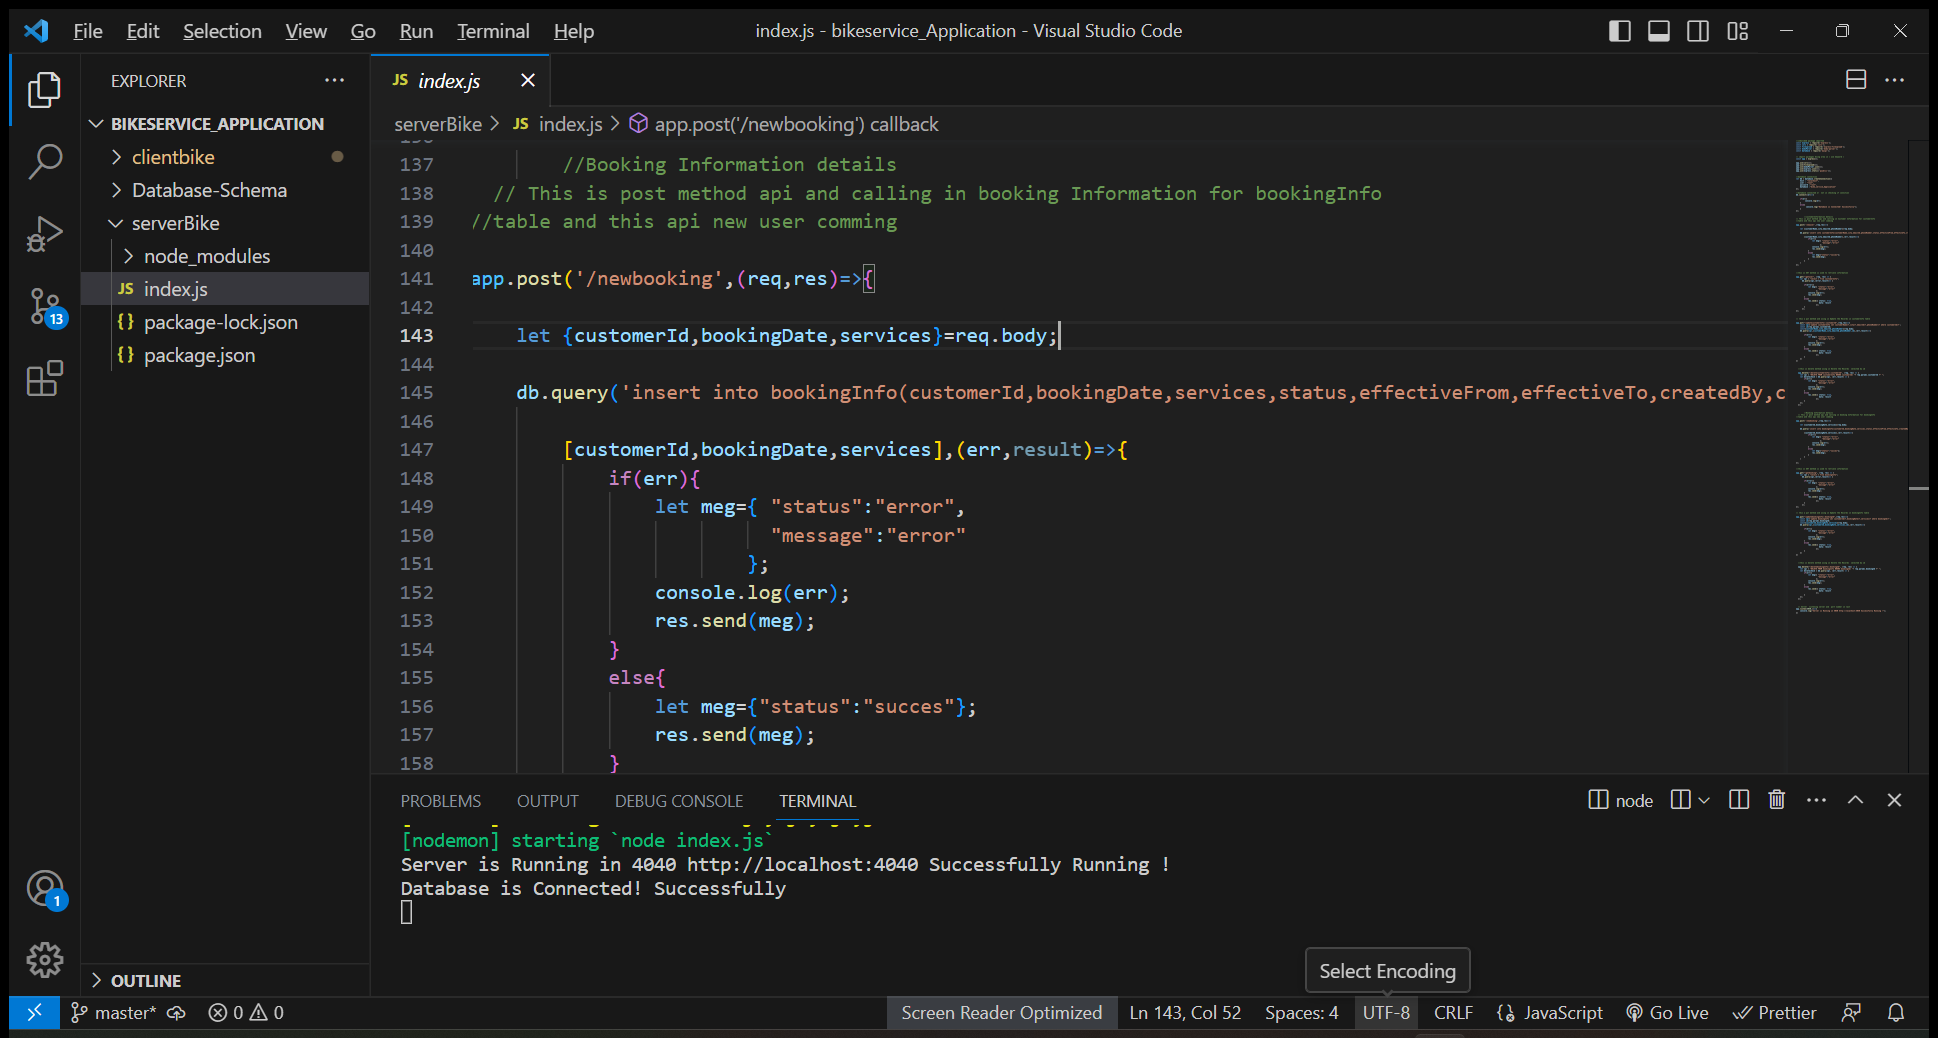 File Edit Selection View Go Run Terminal Help
index.js - bikeservice_Application - Visual Studio Code
EXPLORER
BIKESERVICE_APPLICATION
clientbike
Database-Schema
serverBike
node_modules
JS index.js
{} package-lock.json
{} package.json
OUTLINE
13
1
JS index.js
serverBike > JS index.js > app.post('/newbooking') callback
137 //Booking Information details
138 // This is post method api and calling in booking Information for bookingInfo
139 //table and this api new user comming
140
141 app.post('/newbooking',(req,res)=>{
142
143 let {customerId,bookingDate,services}=req.body;
144
145 db.query('insert into bookingInfo(customerId,bookingDate,services,status,effectiveFrom,effectiveTo,createdBy,c
146
147 [customerId,bookingDate,services],(err,result)=>{
148 if(err){
149 let meg={ "status":"error",
150 "message":"error"
151 };
152 console.log(err);
153 res.send(meg);
154 }
155 else{
156 let meg={"status":"succes"};
157 res.send(meg);
158 }
PROBLEMS OUTPUT DEBUG CONSOLE TERMINAL
node
[nodemon] starting `node index.js`
Server is Running in 4040 http://localhost:4040 Successfully Running !
Database is Connected! Successfully
Select Encoding
master* 0 0
Screen Reader Optimized Ln 143, Col 52 Spaces: 4 UTF-8 CRLF JavaScript Go Live Prettier